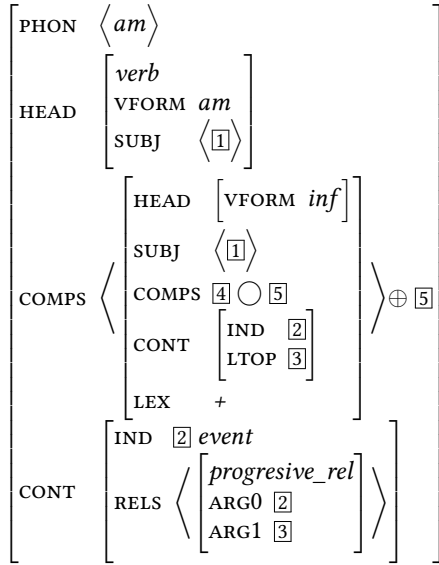 PHON ⟨am⟩
HEAD [verb
VFORM am
SUBJ ⟨[1]⟩]
COMPS ⟨[HEAD [VFORM inf]
SUBJ ⟨[1]⟩
COMPS [4] ◯ [5]
CONT [IND [2]
LTOP [3]]
LEX +]⟩ ⊕ [5]
CONT [IND [2] event
RELS ⟨[progresive_rel
ARG0 [2]
ARG1 [3]]⟩]